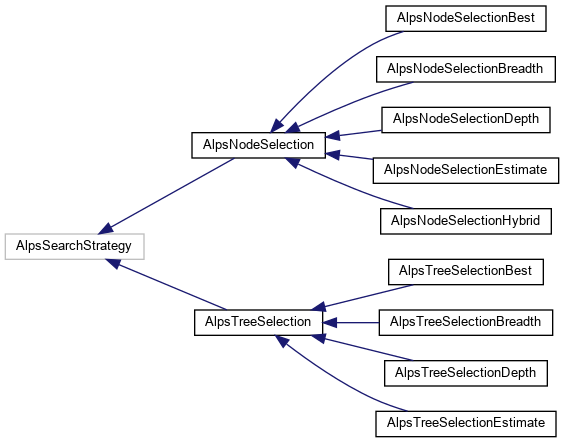 AlpsNodeSelectionBest
AlpsNodeSelectionBreadth
AlpsNodeSelectionDepth
AlpsNodeSelection
AlpsNodeSelectionEstimate
AlpsNodeSelectionHybrid
AlpsSearchStrategy
AlpsTreeSelectionBest
AlpsTreeSelection
AlpsTreeSelectionBreadth
AlpsTreeSelectionDepth
AlpsTreeSelectionEstimate